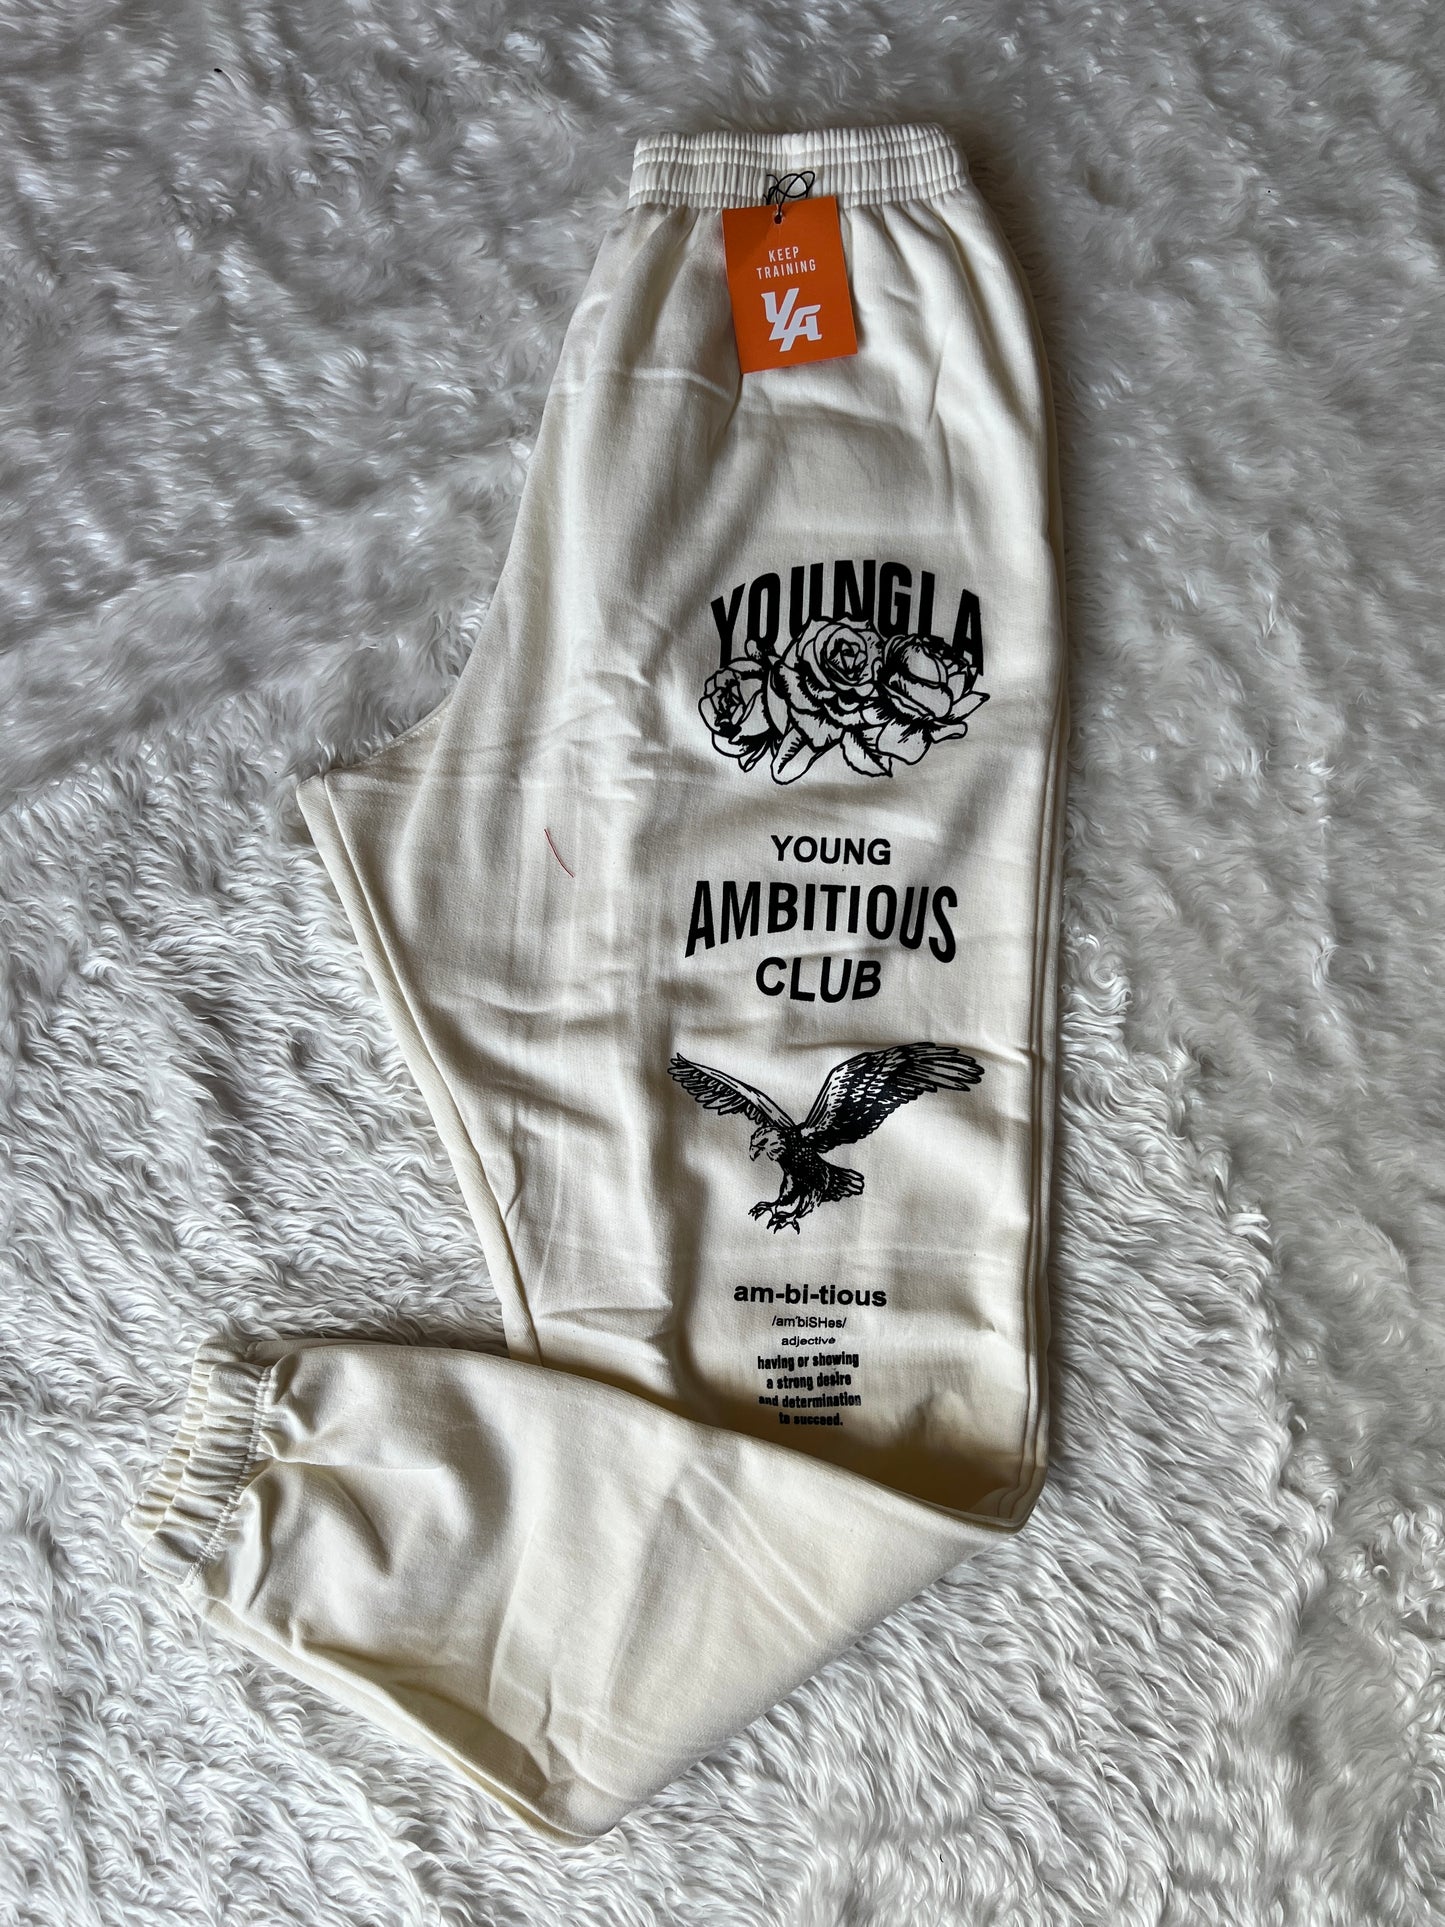 KEEP
TRAINING
YLA
YOUNGLA
YOUNG
AMBITIOUS
CLUB
am-bi-tious
/am'biSHes/
adjective
having or showing
a strong desire
and determination
to succeed.